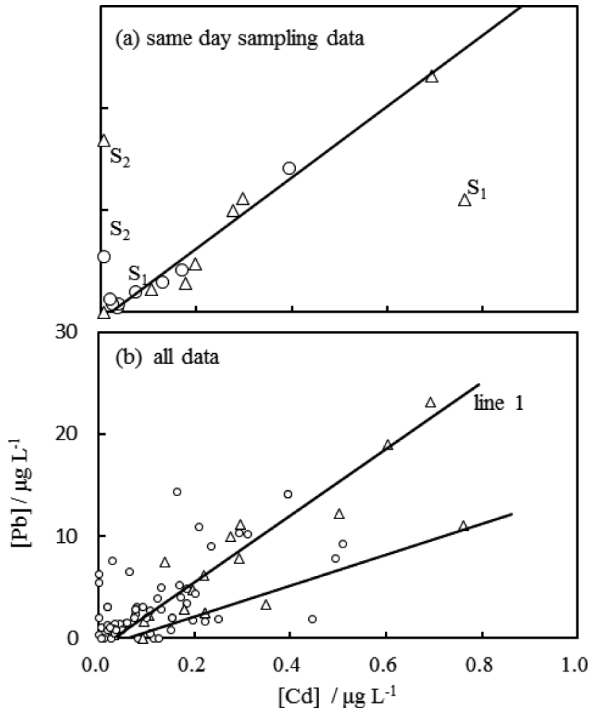 (a) same day sampling data
S₂
S₁
S₂
S₁
30
(b) all data
line 1
20
[Pb] / µg L⁻¹
10
0
0.0 0.2 0.4 0.6 0.8 1.0
[Cd] / µg L⁻¹